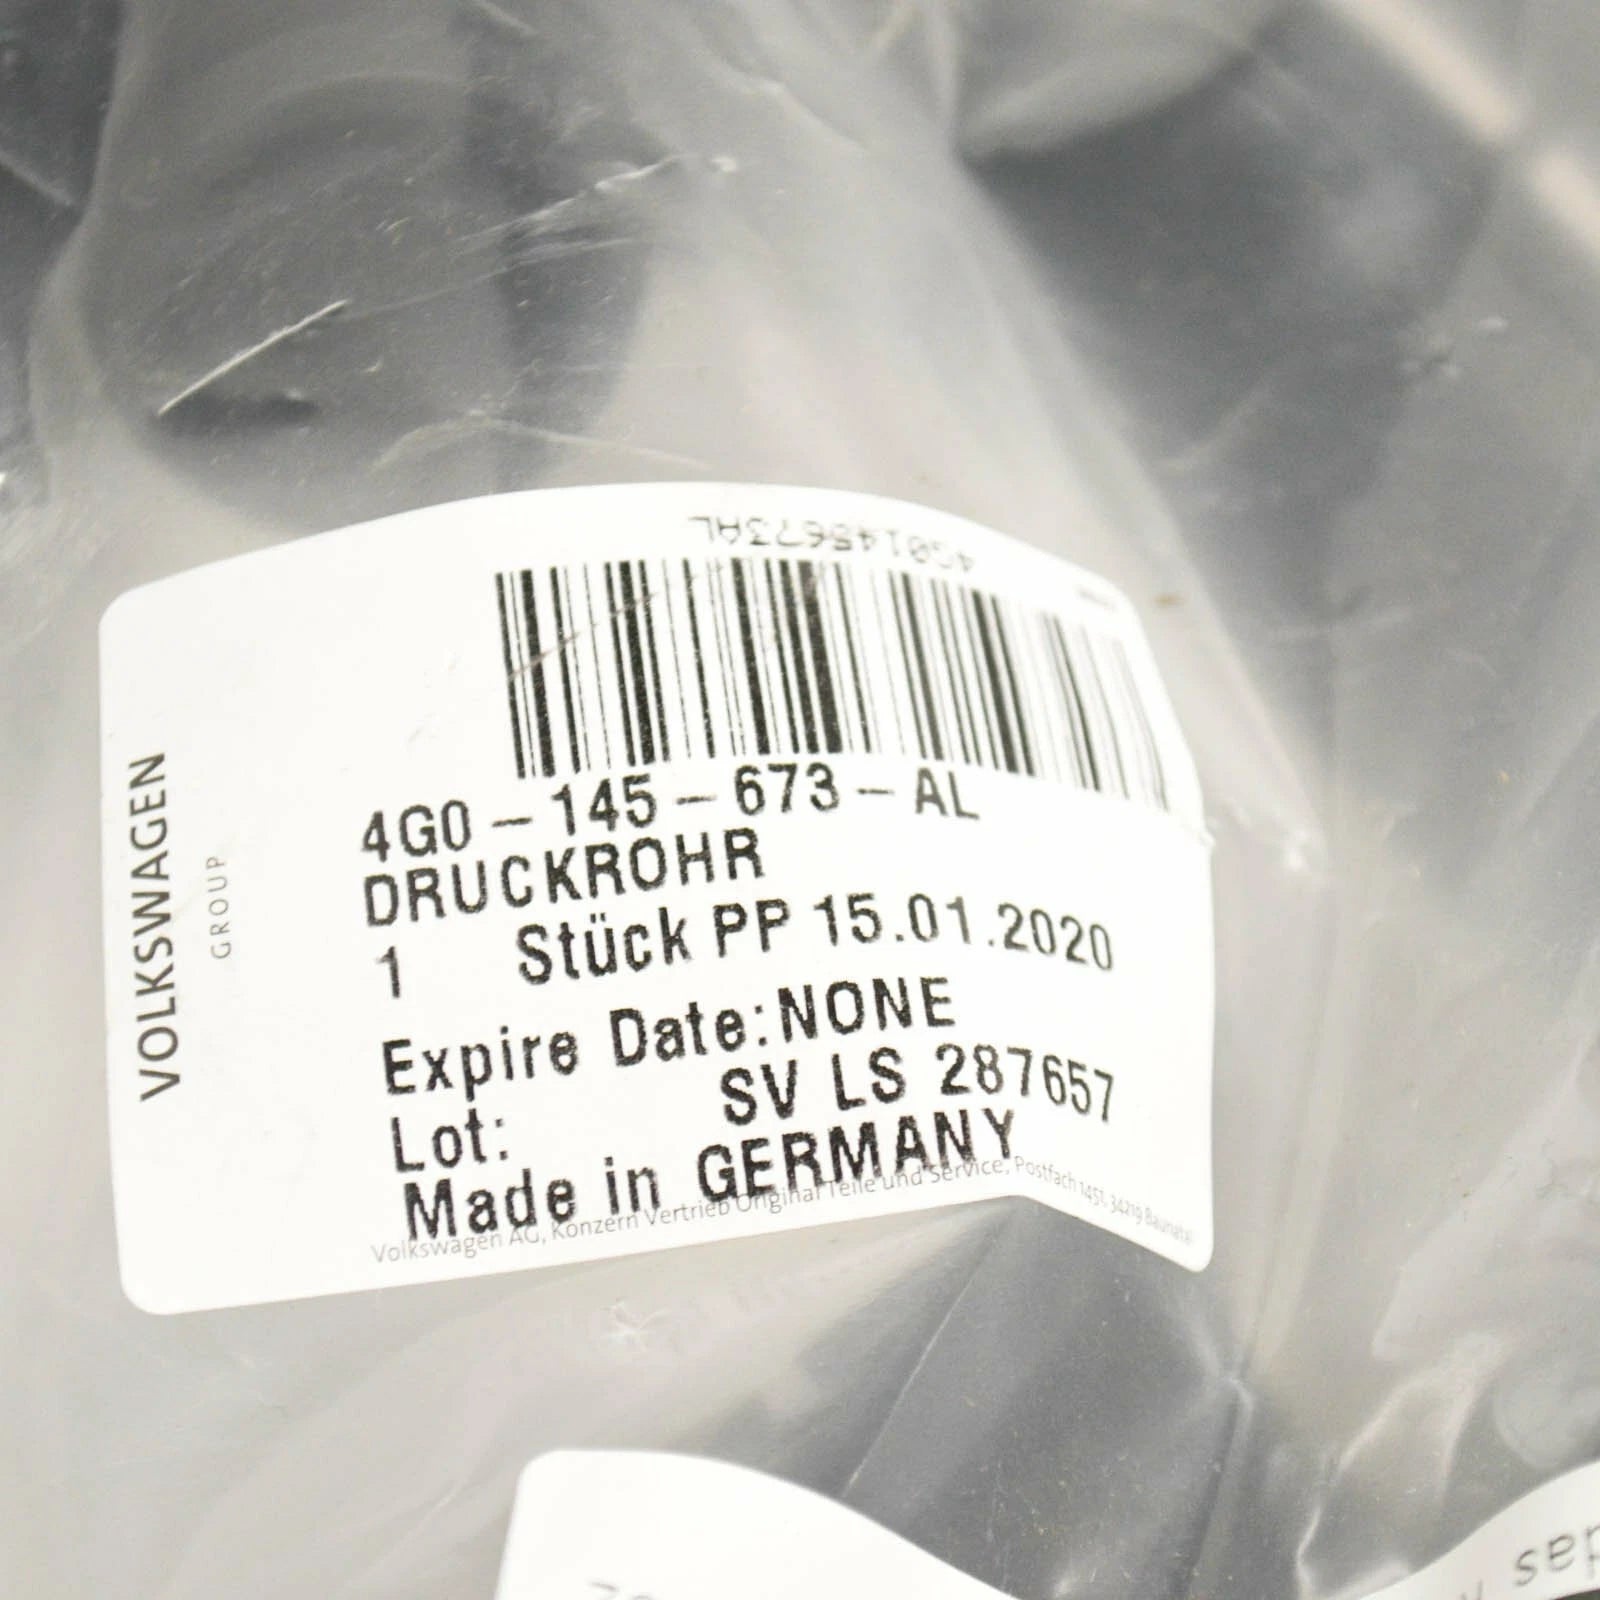 4G0145673AL
VOLKSWAGEN
GROUP
4G0-145-673-AL
DRUCKROHR
1 Stück PP 15.01.2020
Expire Date:NONE
Lot: SV LS 287657
Made in GERMANY
Volkswagen AG, Konzern Vertrieb Original Teile und Service, Postfach 1451, 34219 Baunatal
das